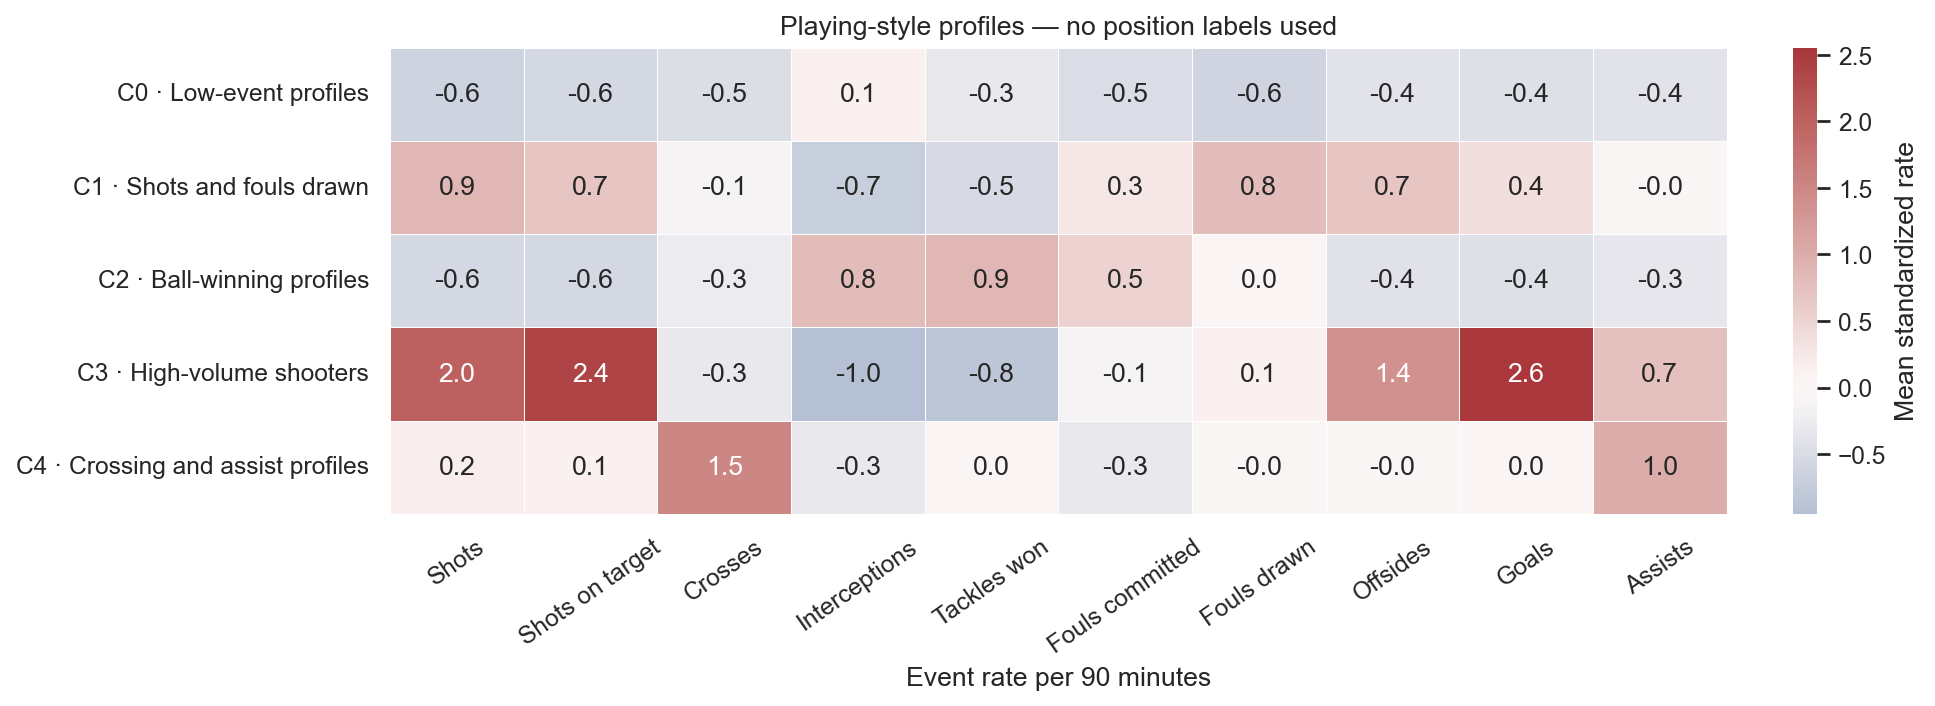 Playing-style profiles — no position labels used
C0 · Low-event profiles -0.6 -0.6 -0.5 0.1 -0.3 -0.5 -0.6 -0.4 -0.4 -0.4
C1 · Shots and fouls drawn 0.9 0.7 -0.1 -0.7 -0.5 0.3 0.8 0.7 0.4 -0.0
C2 · Ball-winning profiles -0.6 -0.6 -0.3 0.8 0.9 0.5 0.0 -0.4 -0.4 -0.3
C3 · High-volume shooters 2.0 2.4 -0.3 -1.0 -0.8 -0.1 0.1 1.4 2.6 0.7
C4 · Crossing and assist profiles 0.2 0.1 1.5 -0.3 0.0 -0.3 -0.0 -0.0 0.0 1.0
Shots
Shots on target
Crosses
Interceptions
Tackles won
Fouls committed
Fouls drawn
Offsides
Goals
Assists
Event rate per 90 minutes
2.5
2.0
1.5
1.0
0.5
0.0
−0.5
Mean standardized rate